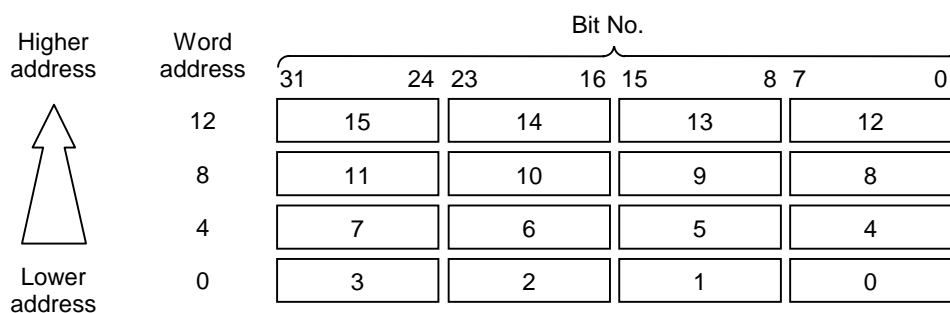 Bit No.
Higher address
Word address
31 24 23 16 15 8 7 0
12 15 14 13 12
8 11 10 9 8
4 7 6 5 4
0 3 2 1 0
Lower address